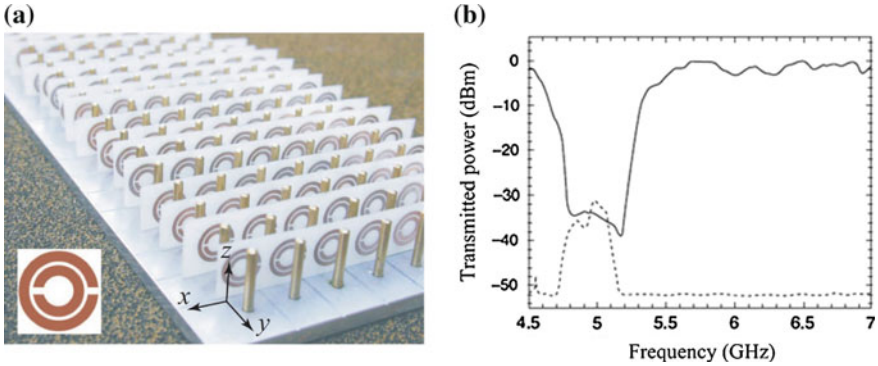 (a)
z
x
y
(b)
Transmitted power (dBm)
0
−10
−20
−30
−40
−50
4.5
5
5.5
6
6.5
7
Frequency (GHz)